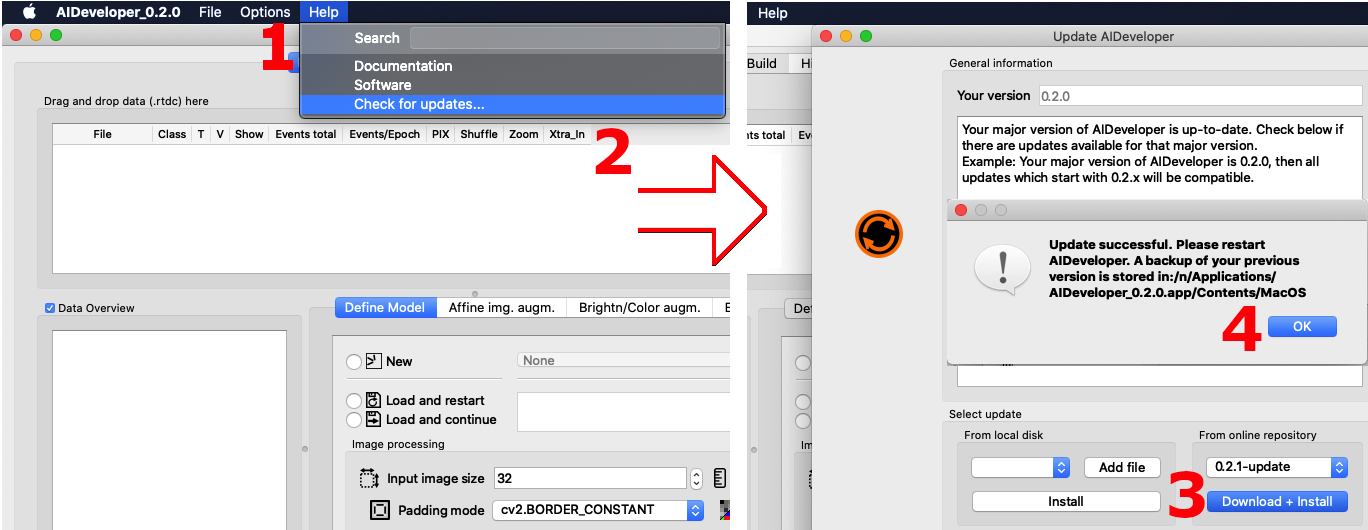 AIDeveloper_0.2.0 File Options Help
1
Search
Documentation
Software
Check for updates...
Drag and drop data (.rtdc) here
File Class T V Show Events total Events/Epoch PIX Shuffle Zoom Xtra_In
2
Data Overview
Define Model Affine img. augm. Brightn/Color augm.
New
None
Load and restart
Load and continue
Image processing
Input image size 32
Padding mode cv2.BORDER_CONSTANT
Help
Update AIDeveloper
Build
General information
Your version 0.2.0
Your major version of AIDeveloper is up-to-date. Check below if
there are updates available for that major version.
Example: Your major version of AIDeveloper is 0.2.0, then all
updates which start with 0.2.x will be compatible.
Update successful. Please restart
AIDeveloper. A backup of your previous
version is stored in:/n/Applications/
AIDeveloper_0.2.0.app/Contents/MacOS
4
OK
Select update
From local disk
Add file
Install
From online repository
0.2.1-update
3
Download + Install